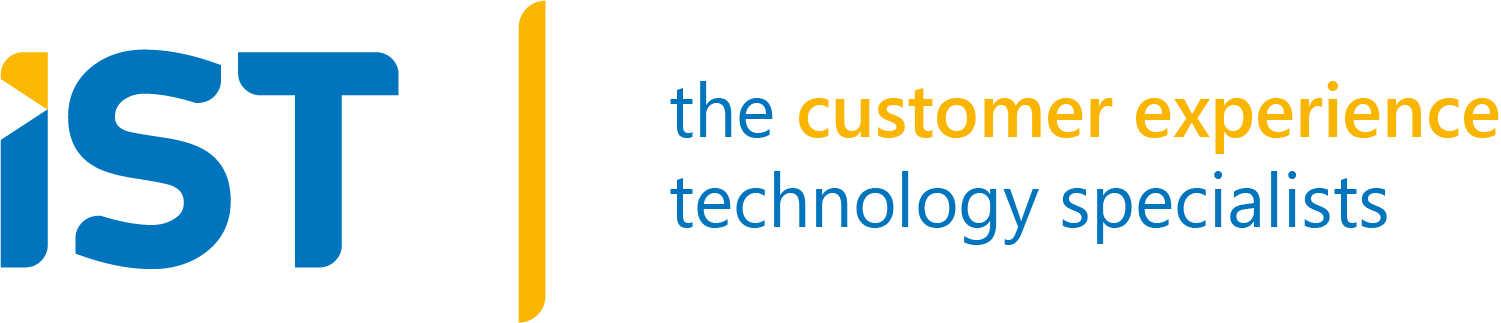 iST
the customer experience
technology specialists